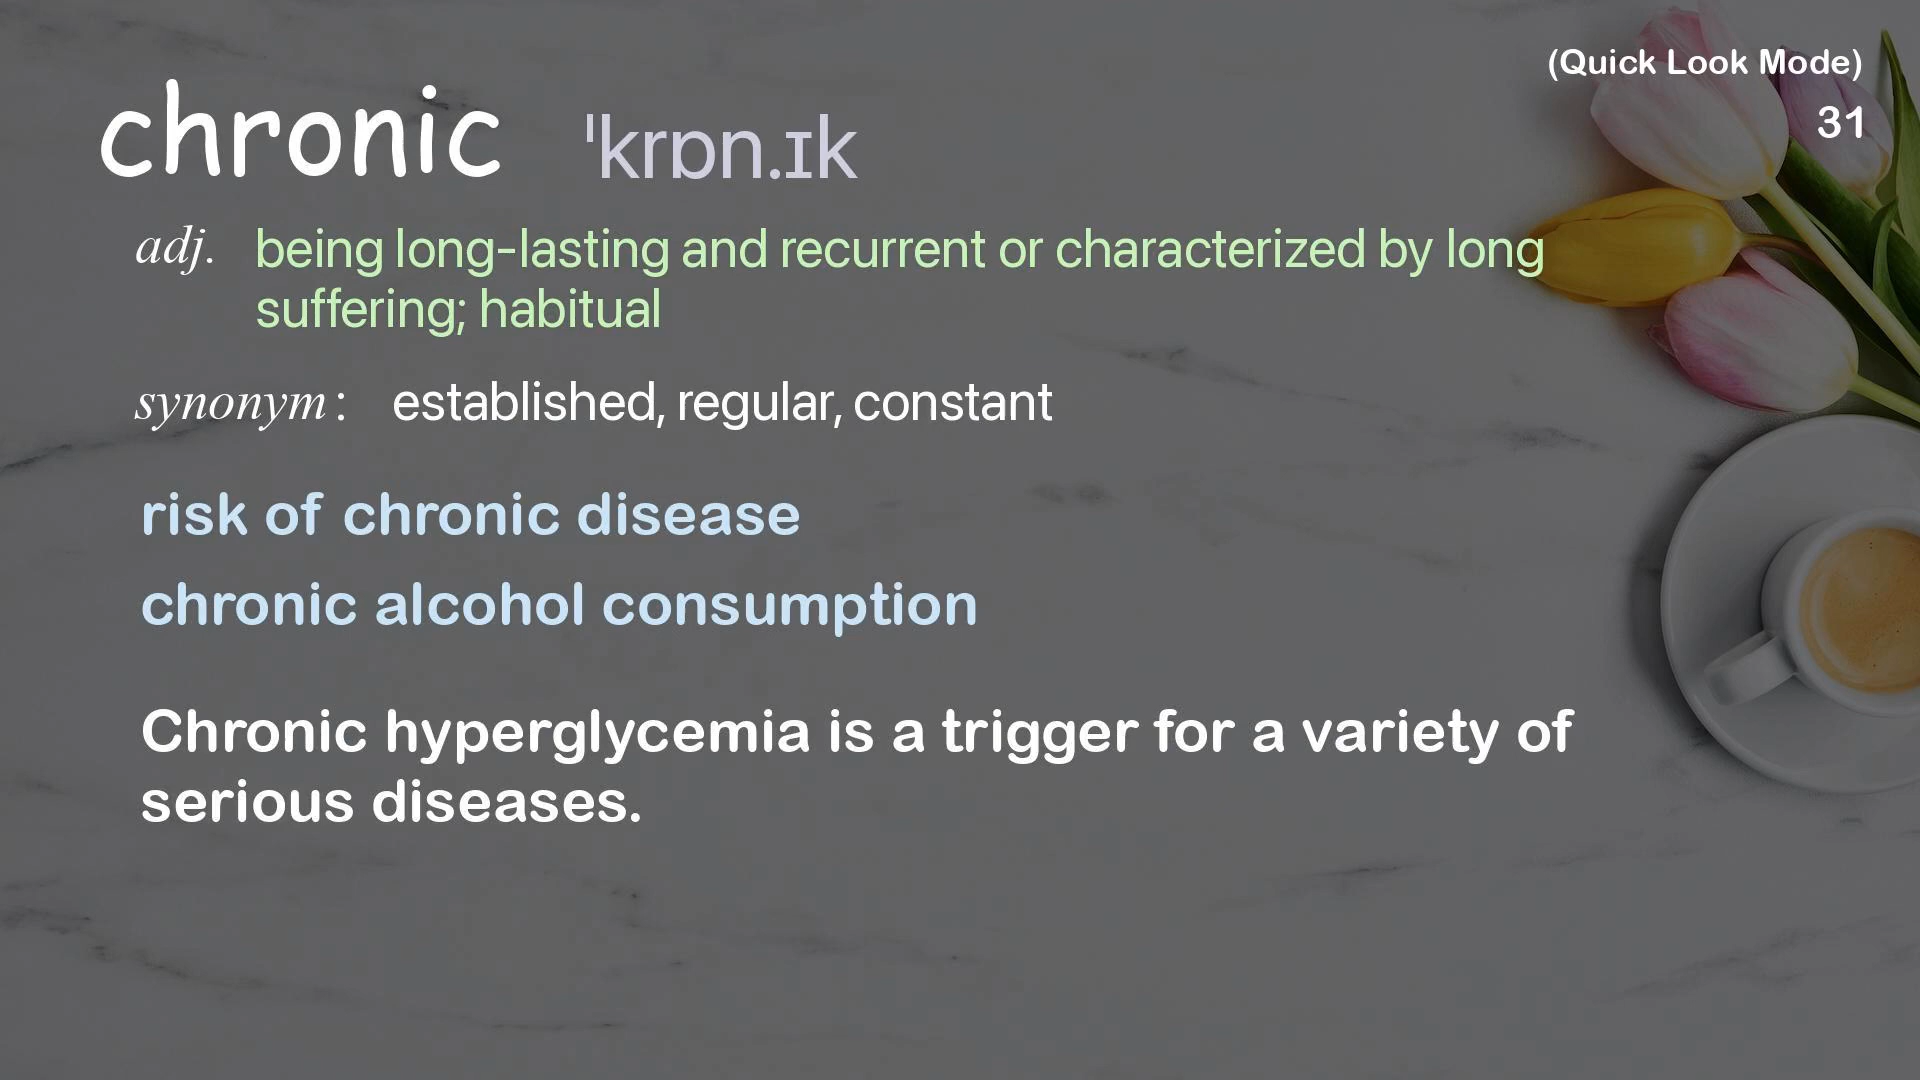 (Quick Look Mode)
31
chronic ˈkrɒn.ɪk
adj. being long-lasting and recurrent or characterized by long
suffering; habitual
synonym: established, regular, constant
risk of chronic disease
chronic alcohol consumption
Chronic hyperglycemia is a trigger for a variety of
serious diseases.